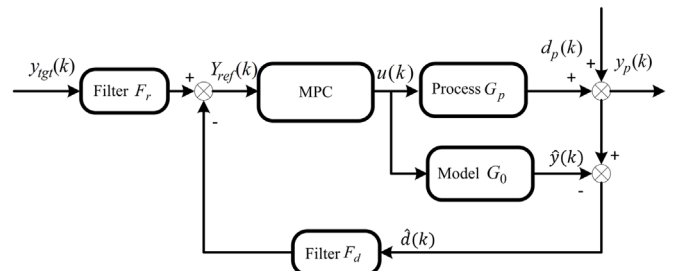 y_tgt(k)
Filter F_r
+
-
Y_ref(k)
MPC
u(k)
Process G_p
+
+
d_p(k)
y_p(k)
Model G_0
ŷ(k)
+
-
Filter F_d
d̂(k)